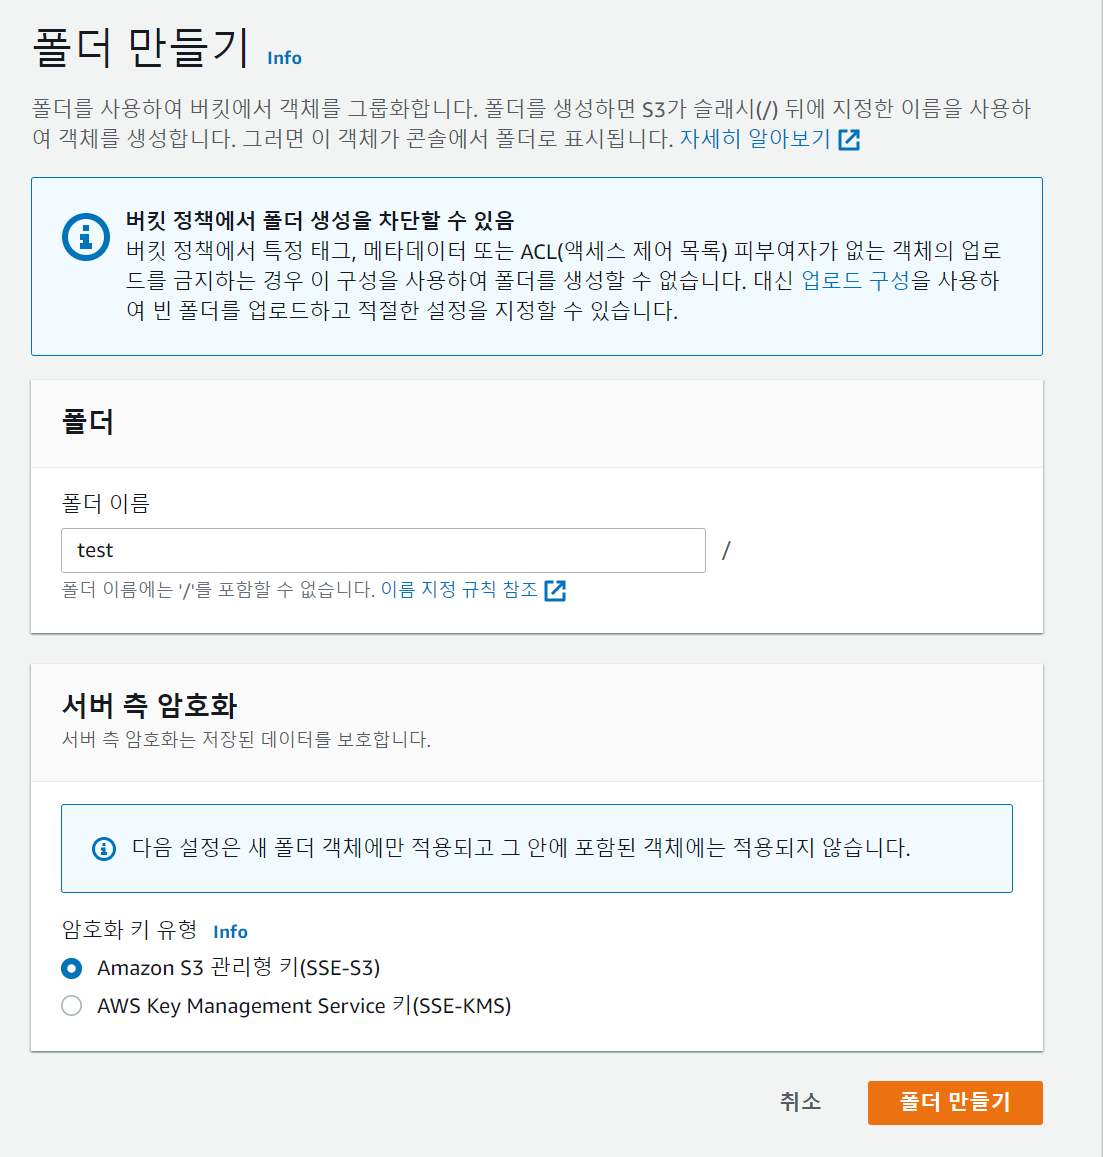 폴더 만들기 Info
폴더를 사용하여 버킷에서 객체를 그룹화합니다. 폴더를 생성하면 S3가 슬래시(/) 뒤에 지정한 이름을 사용하
여 객체를 생성합니다. 그러면 이 객체가 콘솔에서 폴더로 표시됩니다. 자세히 알아보기
버킷 정책에서 폴더 생성을 차단할 수 있음
버킷 정책에서 특정 태그, 메타데이터 또는 ACL(액세스 제어 목록) 피부여자가 없는 객체의 업로
드를 금지하는 경우 이 구성을 사용하여 폴더를 생성할 수 없습니다. 대신 업로드 구성을 사용하
여 빈 폴더를 업로드하고 적절한 설정을 지정할 수 있습니다.
폴더
폴더 이름
test /
폴더 이름에는 '/'를 포함할 수 없습니다. 이름 지정 규칙 참조
서버 측 암호화
서버 측 암호화는 저장된 데이터를 보호합니다.
다음 설정은 새 폴더 객체에만 적용되고 그 안에 포함된 객체에는 적용되지 않습니다.
암호화 키 유형 Info
Amazon S3 관리형 키(SSE-S3)
AWS Key Management Service 키(SSE-KMS)
취소 폴더 만들기